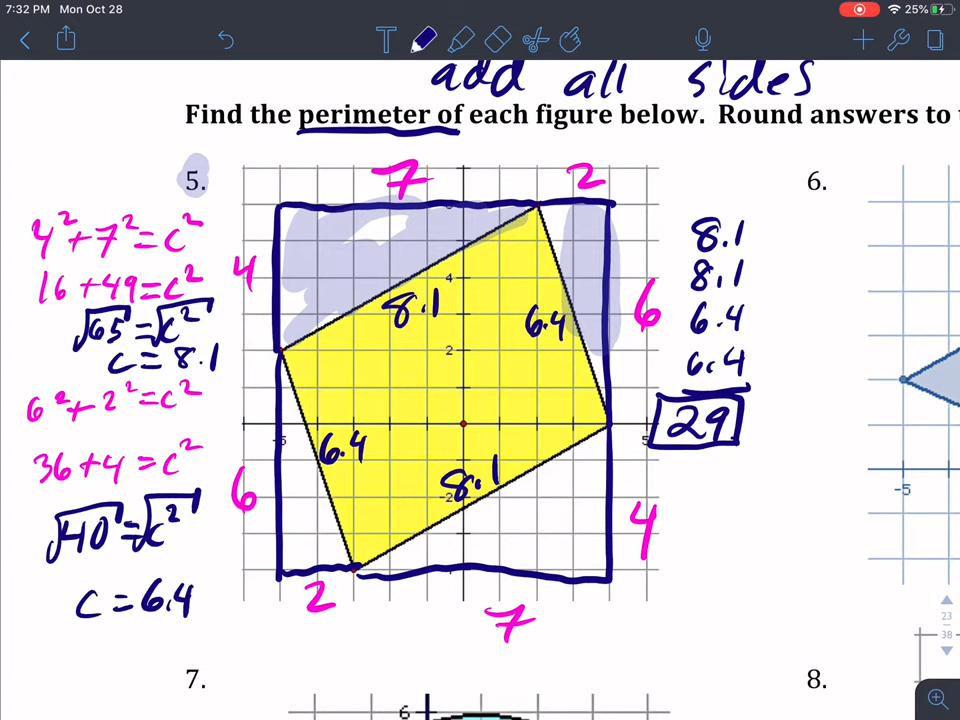 7:32 PM Mon Oct 28
25%
T
add all sides
Find the perimeter of each figure below. Round answers to
5.
6.
7
2
4² + 7² = c²
16 + 49 = c²
√65 = √c²
c = 8.1
6² + 2² = c²
36 + 4 = c²
√40 = √c²
c = 6.4
4
6
6
4
2
7
8.1
6.4
6.4
8.1
4
2
-2
5
8.1
8.1
6.4
6.4
29
-5
23
38
7.
8.
6